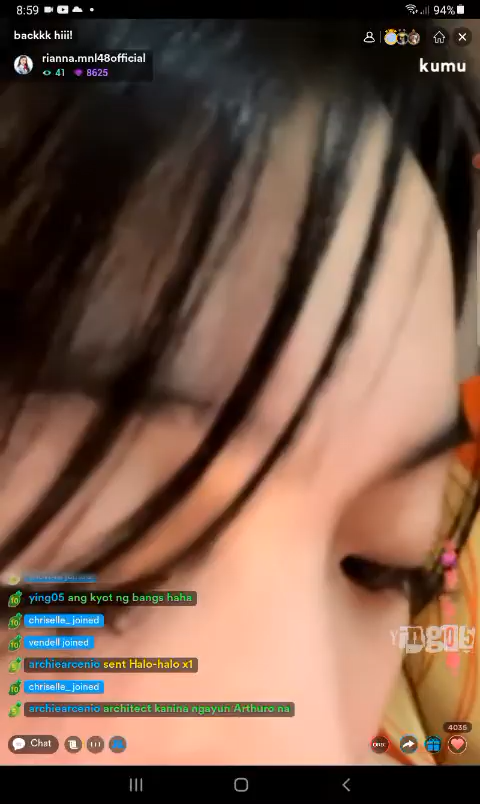 8:59
94%
backkk hiii!
rianna.mnl48official
41 8625
kumu
ying05 ang kyot ng bangs haha
chriselle_ joined
vendell joined
archiearcenio sent Halo-halo x1
chriselle_ joined
archiearcenio architect kanina ngayun Arthuro na
Ying05
4035
Chat